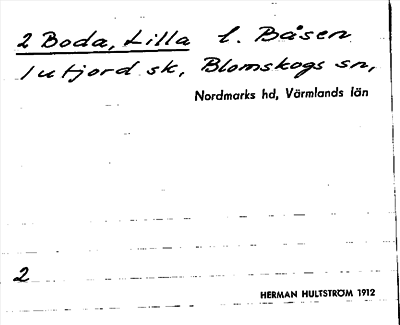 2 Boda, Lilla l. Båsen
1 utjord sk, Blomskogs sn,
Nordmarks hd, Värmlands län
2
HERMAN HULTSTRÖM 1912